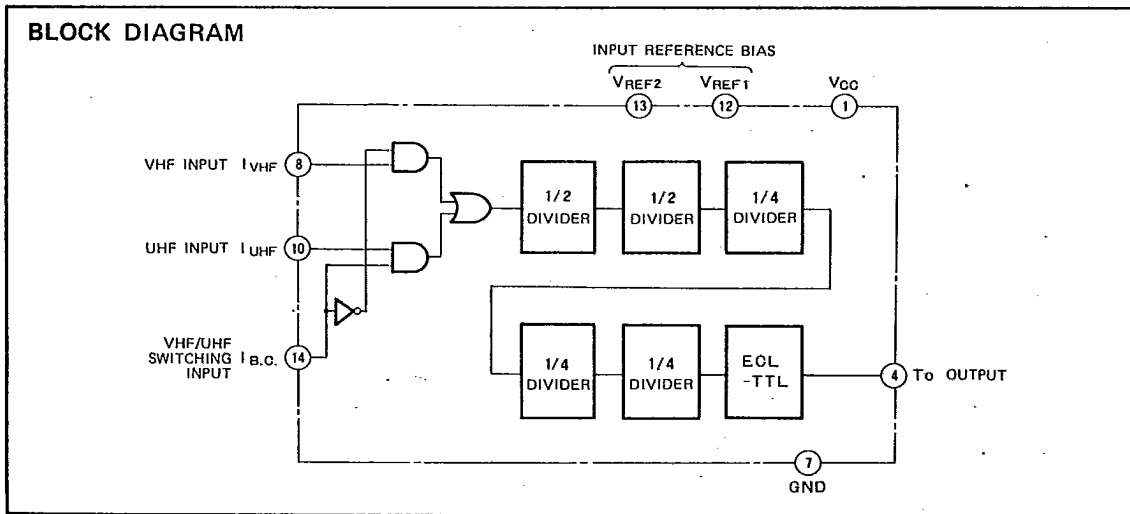 BLOCK DIAGRAM
INPUT REFERENCE BIAS
VREF2 VREF1 VCC
13 12 1
VHF INPUT IVHF 8
UHF INPUT IUHF 10
VHF/UHF
SWITCHING IB.C. 14
INPUT
1/2
DIVIDER
1/2
DIVIDER
1/4
DIVIDER
1/4
DIVIDER
1/4
DIVIDER
ECL
-TTL
4 To OUTPUT
7
GND